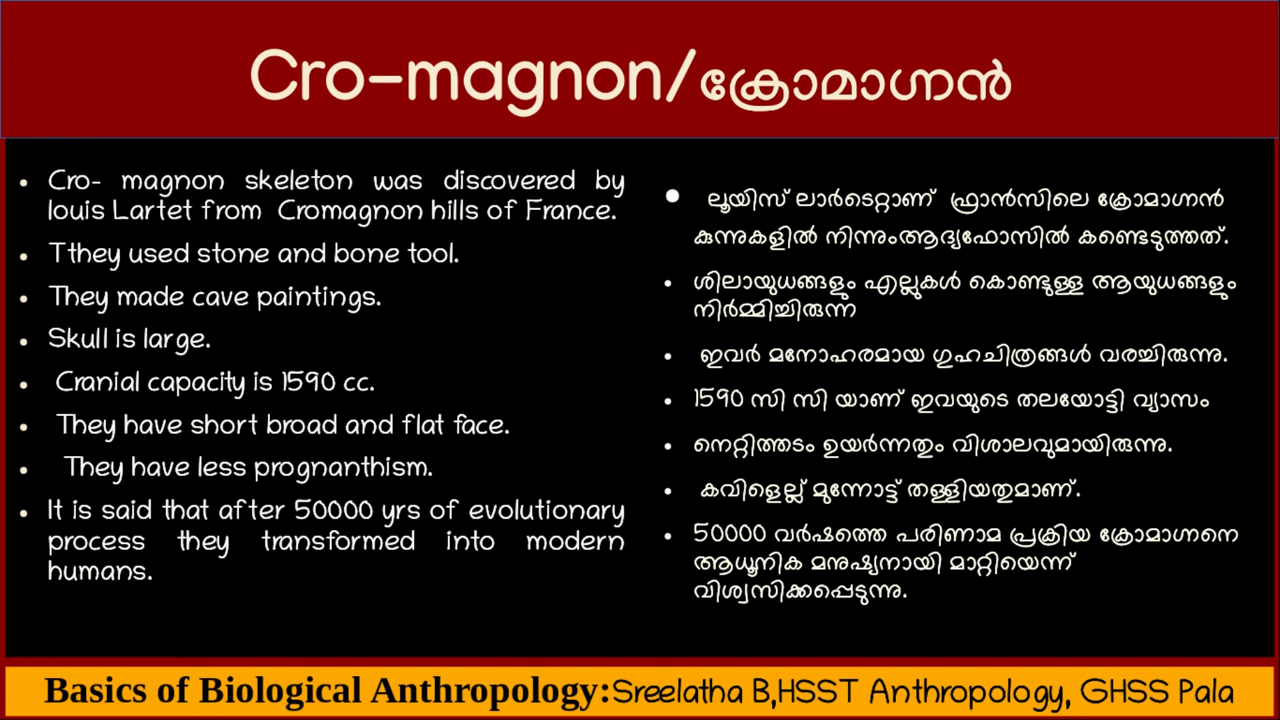 Cro-magnon/ക്രോമാഗ്നൻ
• Cro- magnon skeleton was discovered by
louis Lartet from Cromagnon hills of France.
• Tthey used stone and bone tool.
• They made cave paintings.
• Skull is large.
• Cranial capacity is 1590 cc.
• They have short broad and flat face.
• They have less prognanthism.
• It is said that after 50000 yrs of evolutionary
process they transformed into modern
humans.
• ലൂയിസ് ലാർടെറ്റാണ് ഫ്രാൻസിലെ ക്രോമാഗ്നൻ
കുന്നുകളിൽ നിന്നുംആദ്യഫോസിൽ കണ്ടെടുത്തത്.
• ശിലായുധങ്ങളും എല്ലുകൾ കൊണ്ടുള്ള ആയുധങ്ങളും
നിർമ്മിച്ചിരുന്ന
• ഇവർ മനോഹരമായ ഗുഹചിത്രങ്ങൾ വരച്ചിരുന്നു.
• 1590 സി സി യാണ് ഇവയുടെ തലയോട്ടി വ്യാസം
• നെറ്റിത്തടം ഉയർന്നതും വിശാലവുമായിരുന്നു.
• കവിളെല്ല് മുന്നോട്ട് തള്ളിയതുമാണ്.
• 50000 വർഷത്തെ പരിണാമ പ്രക്രിയ ക്രോമാഗ്നനെ
ആധൂനിക മനുഷ്യനായി മാറ്റിയെന്ന്
വിശ്വസിക്കപ്പെടുന്നു.
Basics of Biological Anthropology:Sreelatha B,HSST Anthropology, GHSS Pala